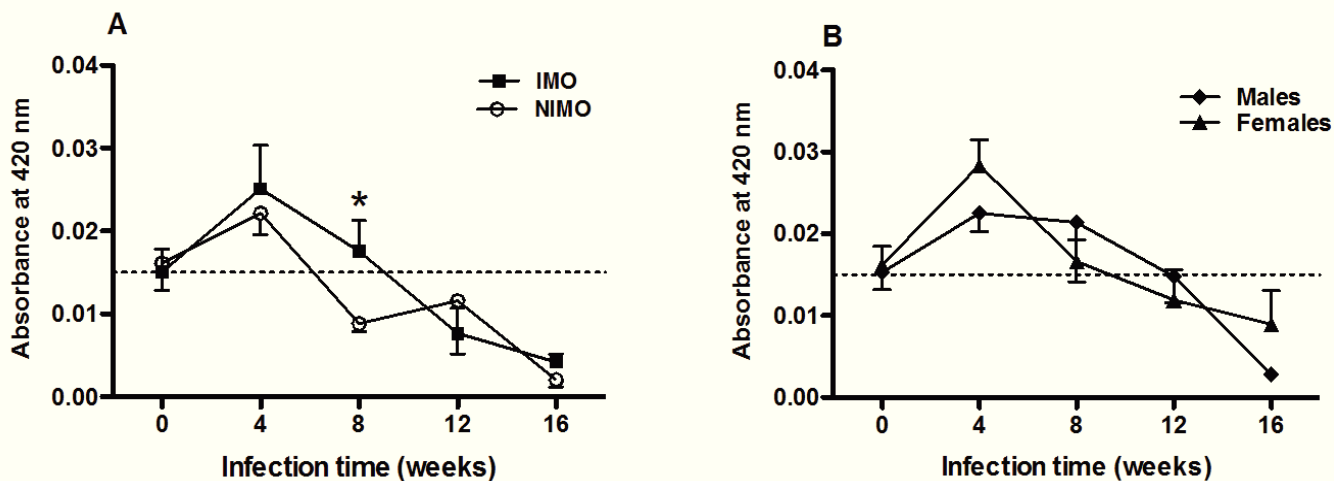 A
Absorbance at 420 nm
0.04
0.03
0.02
0.01
0.00
IMO
NIMO
*
0 4 8 12 16
Infection time (weeks)
B
Absorbance at 420 nm
0.04
0.03
0.02
0.01
0.00
Males
Females
0 4 8 12 16
Infection time (weeks)